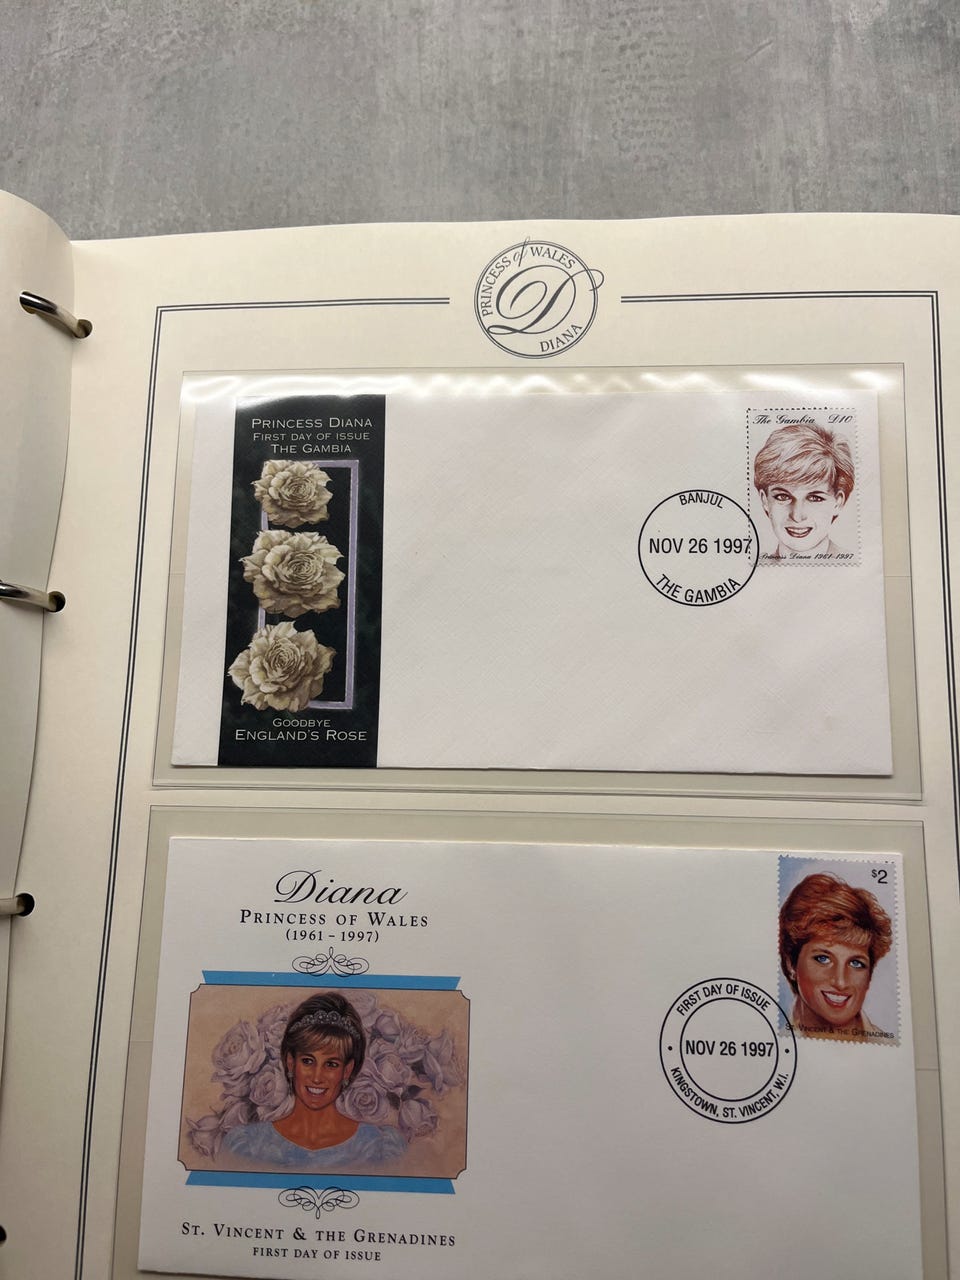 PRINCESS of WALES
D
DIANA
PRINCESS DIANA
FIRST DAY OF ISSUE
THE GAMBIA
GOODBYE
ENGLAND'S ROSE
BANJUL
NOV 26 1997
THE GAMBIA
The Gambia D10
Princess Diana 1961-1997
Diana
PRINCESS OF WALES
(1961 - 1997)
ST. VINCENT & THE GRENADINES
FIRST DAY OF ISSUE
FIRST DAY OF ISSUE
• NOV 26 1997 •
KINGSTOWN, ST. VINCENT, W.I.
$2
ST. VINCENT & THE GRENADINES